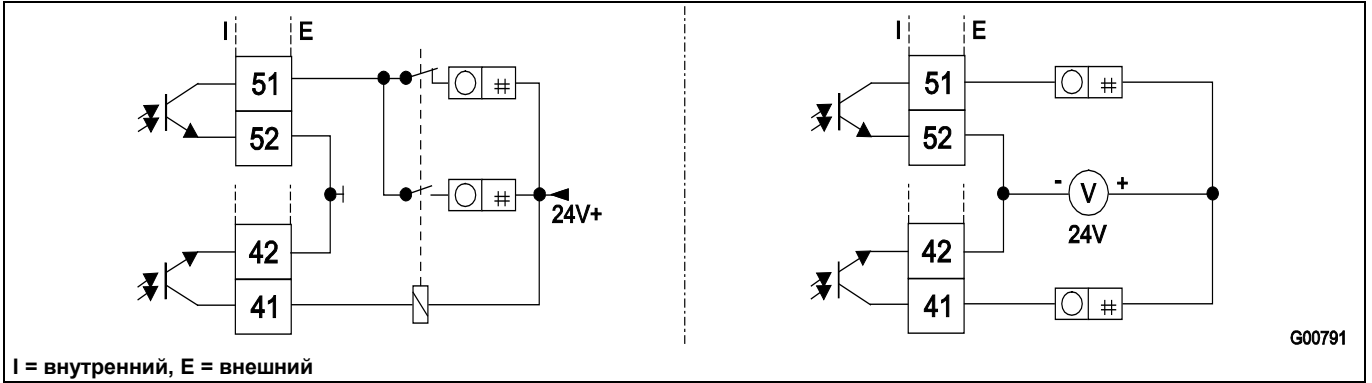 I E
51
52
42
41
24V+
I E
51
52
42
41
- V +
24V
G00791
I = внутренний, E = внешний